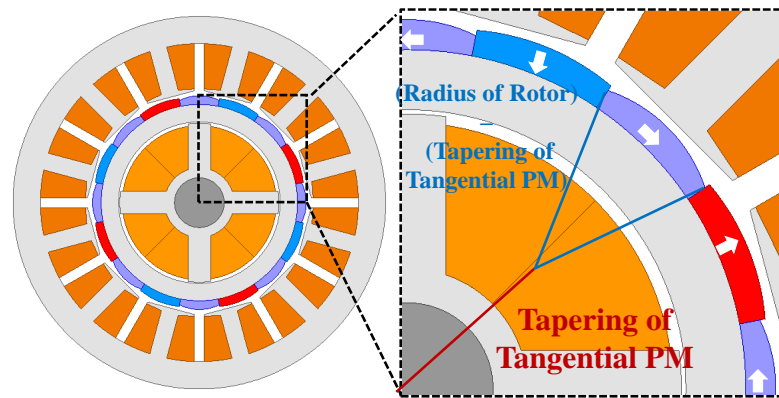 (Radius of Rotor)
–
(Tapering of
Tangential PM)
Tapering of
Tangential PM